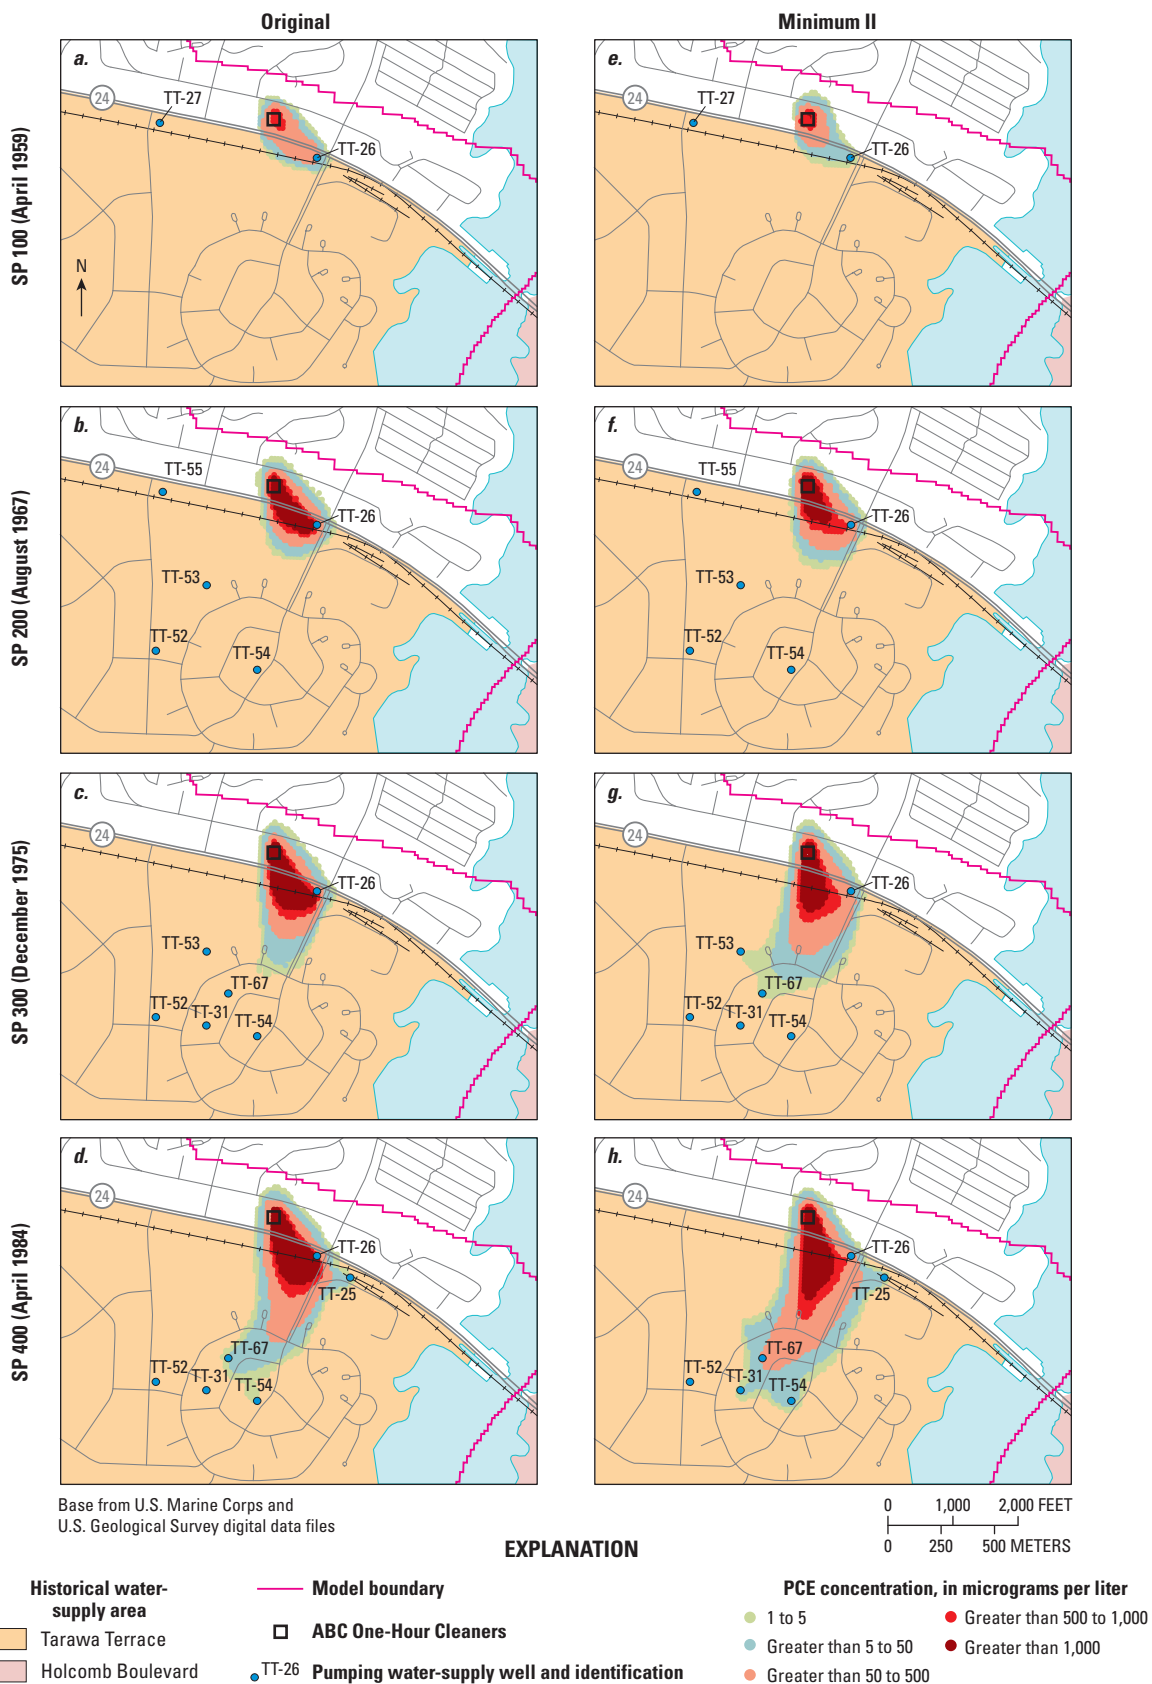 Original
Minimum II
SP 100 (April 1959)
a.
24
TT-27
TT-26
N
e.
24
TT-27
TT-26
SP 200 (August 1967)
b.
24
TT-55
TT-26
TT-53
TT-52
TT-54
f.
24
TT-55
TT-26
TT-53
TT-52
TT-54
SP 300 (December 1975)
c.
24
TT-26
TT-53
TT-67
TT-52
TT-31
TT-54
g.
24
TT-26
TT-53
TT-67
TT-52
TT-31
TT-54
SP 400 (April 1984)
d.
24
TT-26
TT-25
TT-67
TT-52
TT-31
TT-54
h.
24
TT-26
TT-25
TT-67
TT-52
TT-31
TT-54
Base from U.S. Marine Corps and
U.S. Geological Survey digital data files
0 1,000 2,000 FEET
0 250 500 METERS
EXPLANATION
Historical water-
supply area
Tarawa Terrace
Holcomb Boulevard
Model boundary
ABC One-Hour Cleaners
TT-26 Pumping water-supply well and identification
PCE concentration, in micrograms per liter
1 to 5
Greater than 5 to 50
Greater than 50 to 500
Greater than 500 to 1,000
Greater than 1,000